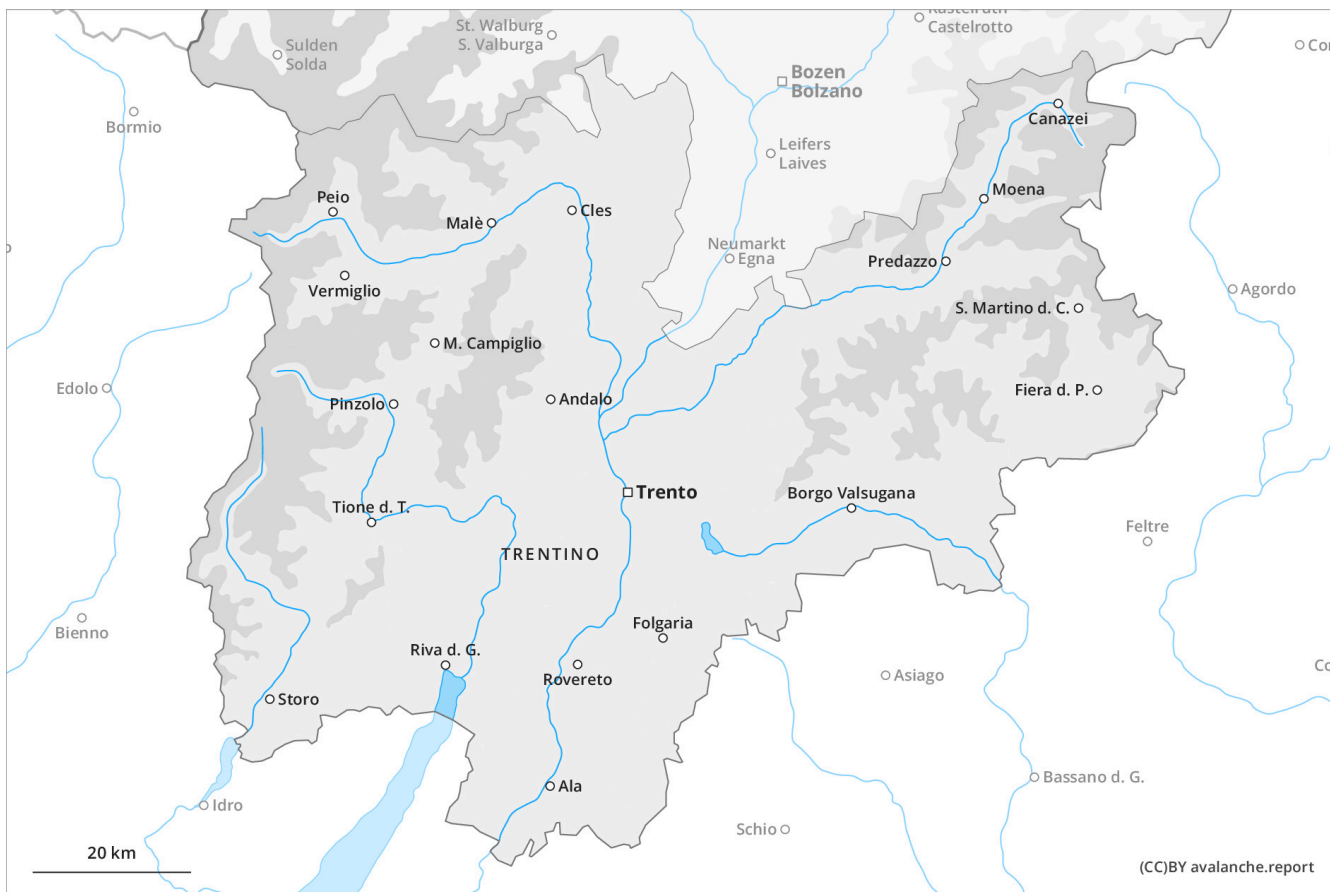 Kastelruth
Castelrotto
St. Walburg
S. Valburga
Sulden
Solda
Bozen
Bolzano
Bormio
Canazei
Leifers
Laives
Peio
Moena
Malè
Cles
Neumarkt
Egna
Predazzo
Vermiglio
Agordo
S. Martino d. C.
M. Campiglio
Edolo
Pinzolo
Andalo
Fiera d. P.
Trento
Borgo Valsugana
Tione d. T.
Feltre
TRENTINO
Bienno
Folgaria
Riva d. G.
Rovereto
Asiago
Storo
Ala
Bassano d. G.
Idro
Schio
20 km
(CC)BY avalanche.report